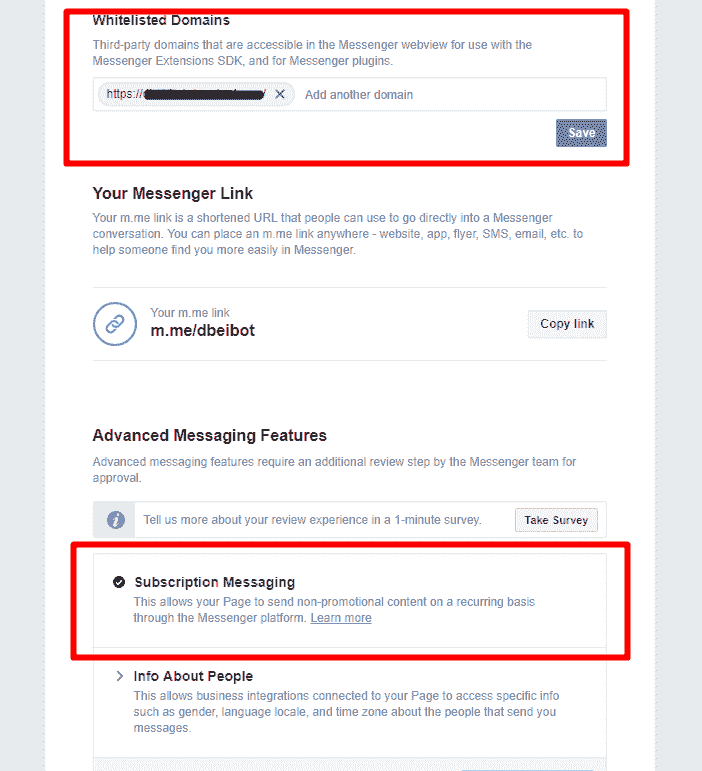 Whitelisted Domains
Third-party domains that are accessible in the Messenger webview for use with the
Messenger Extensions SDK, and for Messenger plugins.
https:// / × Add another domain
Save
Your Messenger Link
Your m.me link is a shortened URL that people can use to go directly into a Messenger
conversation. You can place an m.me link anywhere - website, app, flyer, SMS, email, etc. to
help someone find you more easily in Messenger.
Your m.me link
m.me/dbeibot
Copy link
Advanced Messaging Features
Advanced messaging features require an additional review step by the Messenger team for
approval.
Tell us more about your review experience in a 1-minute survey.
Take Survey
Subscription Messaging
This allows your Page to send non-promotional content on a recurring basis
through the Messenger platform. Learn more
Info About People
This allows business integrations connected to your Page to access specific info
such as gender, language locale, and time zone about the people that send you
messages.